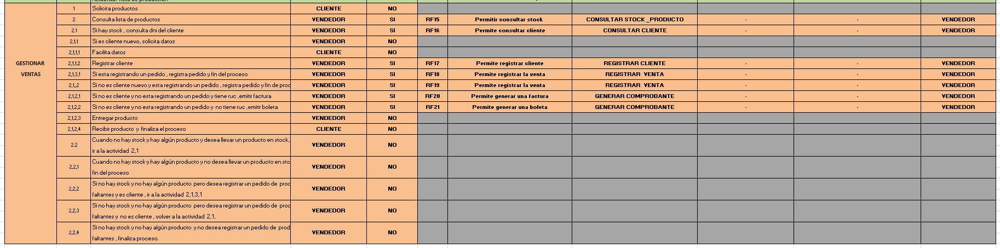 Actualizar lista de producción
1 Solicita productos CLIENTE NO
2 Consulta lista de productos VENDEDOR SI RF15 Permitir consultar stock CONSULTAR STOCK_PRODUCTO - - VENDEDOR
2.1 Si hay stock , consulta dni del cliente VENDEDOR SI RF16 Permite consultar cliente CONSULTAR CLIENTE - - VENDEDOR
2,1,1 Si es cliente nuevo, solicita datos VENDEDOR NO
2,1,1,1 Facilita datos CLIENTE NO
GESTIONAR
VENTAS
2,1,1,2 Registrar cliente VENDEDOR SI RF17 Permite registrar cliente REGISTRAR CLIENTE - - VENDEDOR
2,1,3,1 Si esta registrando un pedido , registra pedido y fin del proceso VENDEDOR SI RF18 Permite registrar la venta REGISTRAR VENTA - - VENDEDOR
2,1,,2 Si no es cliente nuevo y esta registrando un pedido , registra pedido y fin de proc VENDEDOR SI RF19 Permite registrar la venta REGISTRAR VENTA - - VENDEDOR
2,1,2,1 Si no es cliente y no esta registrando un pedido y tiene ruc ,emitir factura VENDEDOR SI RF20 Permite generar una factura GENERAR COMPROBANTE - - VENDEDOR
2,1,2,2 Si no es cliente y no esta registrando un pedido y no tiene ruc ,emitir boleta VENDEDOR SI RF21 Permite generar una boleta GENERAR COMPROBANTE - - VENDEDOR
2,1,2,3 Entregar producto VENDEDOR NO
2,1,2,4 Recibir producto y finaliza el proceso CLIENTE NO
2.2 Cuando no hay stock y hay algún producto y desea llevar un producto en stock,
ir a la actividad 2,1 VENDEDOR NO
2,2,1 Cuando no hay stock y hay algún producto y no desea llevar un producto en sto
fin del proceso VENDEDOR NO
2,2,2 Si no hay stock y no hay algún producto pero desea registrar un pedido de proc
faltantes y es cliente , ir a la actividad 2,1,3,1 VENDEDOR NO
2,2,3 Si no hay stock y no hay algún producto pero desea registrar un pedido de proc
faltantes y no es cliente , volver a la actividad 2,1, VENDEDOR NO
2,2,4 Si no hay stock y no hay algún producto y no desea registrar un pedido de prod
faltantes , finaliza proceso. VENDEDOR NO